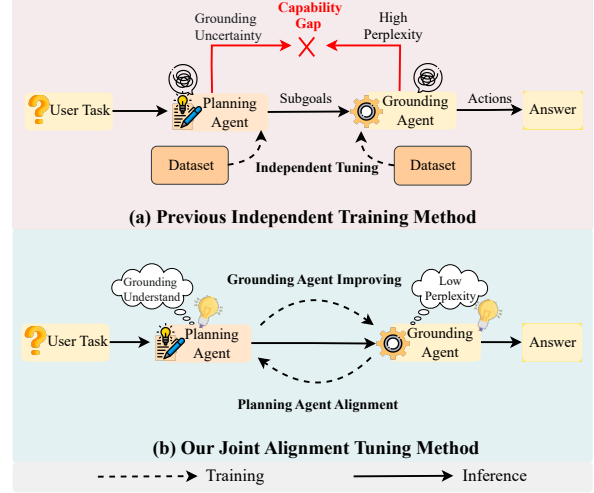 Grounding
Uncertainty
Capability
Gap
High
Perplexity
User Task
Planning
Agent
Subgoals
Grounding
Agent
Actions
Answer
Dataset
Independent Tuning
Dataset
(a) Previous Independent Training Method
Grounding
Understand
Grounding Agent Improving
Low
Perplexity
User Task
Planning
Agent
Grounding
Agent
Answer
Planning Agent Alignment
(b) Our Joint Alignment Tuning Method
Training
Inference